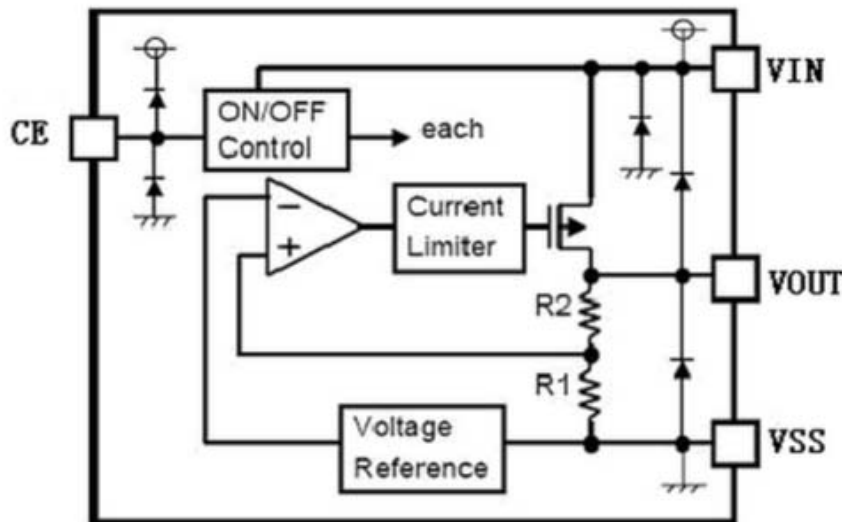 VIN
CE
ON/OFF
Control
each
−
+
Current
Limiter
VOUT
R2
R1
Voltage
Reference
VSS